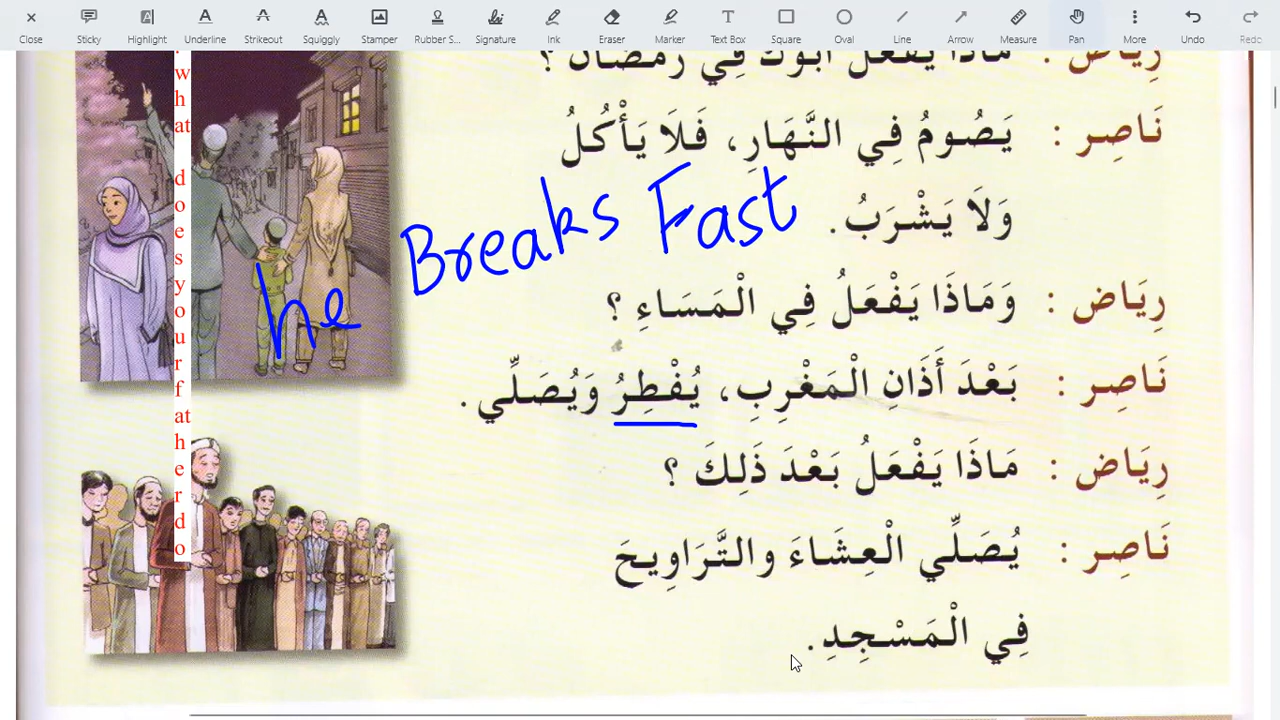 Close Sticky Highlight Underline Strikeout Squiggly Stamper Rubber S... Signature Ink Eraser Marker Text Box Square Oval Line Arrow Measure Pan More Undo Redo
رِيَاض : مَاذَا يَفْعَلُ أَبُوكَ فِي رَمَضَانَ ؟
نَاصِر : يَصُومُ فِي النَّهَارِ، فَلَا يَأْكُلُ
وَلَا يَشْرَبُ .
he Breaks Fast
رِيَاض : وَمَاذَا يَفْعَلُ فِي الْمَسَاءِ ؟
نَاصِر : بَعْدَ أَذَانِ الْمَغْرِبِ، يُفْطِرُ وَيُصَلِّي .
رِيَاض : مَاذَا يَفْعَلُ بَعْدَ ذَلِكَ ؟
نَاصِر : يُصَلِّي الْعِشَاءَ والتَّرَاوِيحَ
فِي الْمَسْجِدِ .
what does your father do